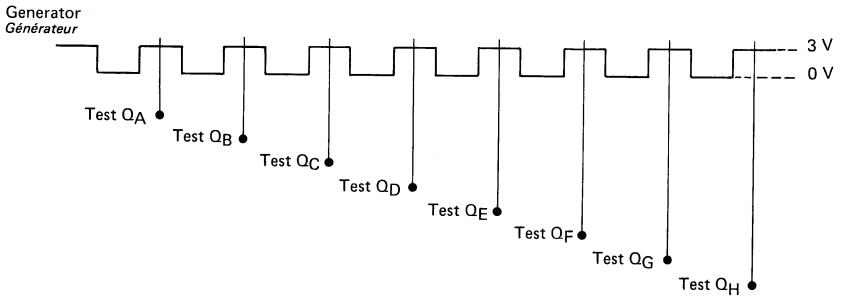 Generator
Générateur
3 V
0 V
Test QA
Test QB
Test QC
Test QD
Test QE
Test QF
Test QG
Test QH